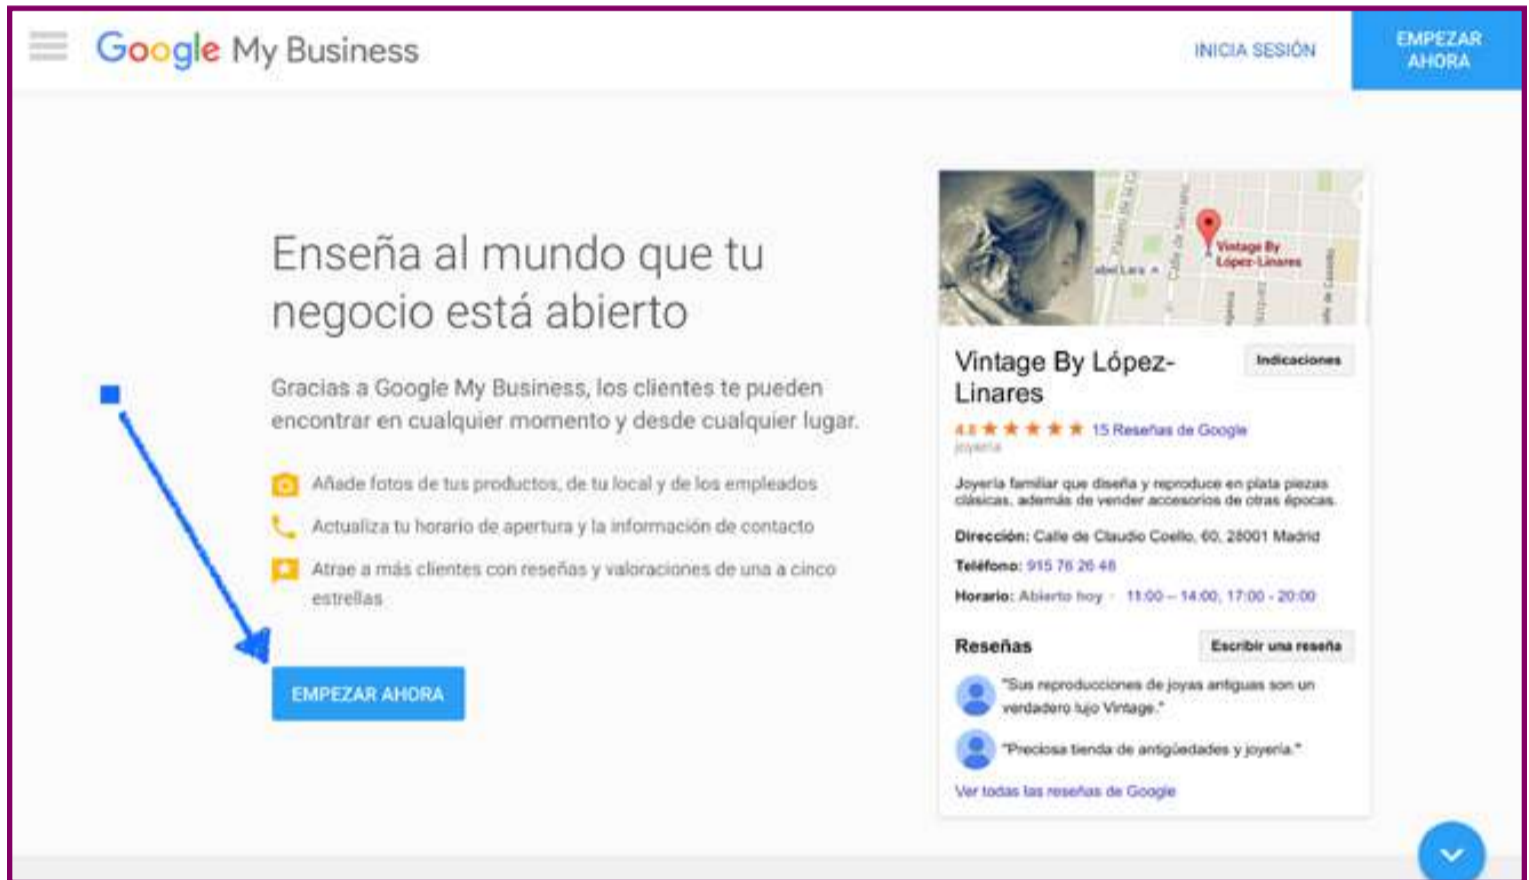 Google My Business
INICIA SESIÓN
EMPEZAR
AHORA
Enseña al mundo que tu
negocio está abierto
Gracias a Google My Business, los clientes te pueden
encontrar en cualquier momento y desde cualquier lugar.
Añade fotos de tus productos, de tu local y de los empleados
Actualiza tu horario de apertura y la información de contacto
Atrae a más clientes con reseñas y valoraciones de una a cinco
estrellas
EMPEZAR AHORA
Calle de Serrano
Vintage By
López-Linares
Vintage By López-
Linares
Indicaciones
4.8 ★ ★ ★ ★ ★ 15 Reseñas de Google
joyería
Joyería familiar que diseña y reproduce en plata piezas
clásicas, además de vender accesorios de otras épocas.
Dirección: Calle de Claudio Coello, 60, 28001 Madrid
Teléfono: 915 76 26 48
Horario: Abierto hoy · 11:00 – 14:00, 17:00 - 20:00
Reseñas
Escribir una reseña
"Sus reproducciones de joyas antiguas son un
verdadero lujo Vintage."
"Preciosa tienda de antigüedades y joyería."
Ver todas las reseñas de Google